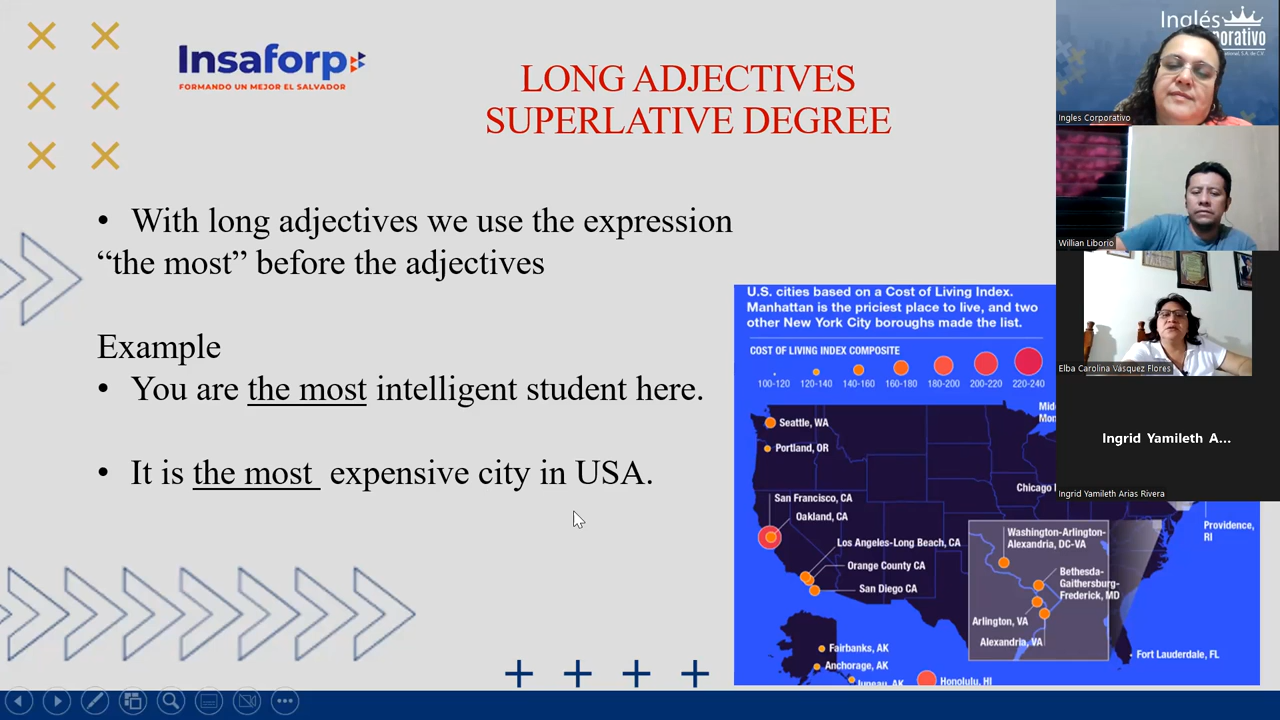 Insaforp
FORMANDO UN MEJOR EL SALVADOR
LONG ADJECTIVES
SUPERLATIVE DEGREE
• With long adjectives we use the expression
“the most” before the adjectives
Example
• You are the most intelligent student here.
• It is the most expensive city in USA.
U.S. cities based on a Cost of Living Index.
Manhattan is the priciest place to live, and two
other New York City boroughs made the list.
COST OF LIVING INDEX COMPOSITE
100-120 120-140 140-160 160-180 180-200 200-220 220-240
Seattle, WA
Portland, OR
San Francisco, CA
Oakland, CA
Los Angeles-Long Beach, CA
Orange County CA
San Diego CA
Fairbanks, AK
Anchorage, AK
Juneau, AK
Honolulu, HI
Chicago
Washington-Arlington-
Alexandria, DC-VA
Bethesda-
Gaithersburg-
Frederick, MD
Arlington, VA
Alexandria, VA
Providence,
RI
Fort Lauderdale, FL
Inglés
Ingles Corporativo
Willian Liborio
Elba Carolina Vásquez Flores
Ingrid Yamileth A...
Ingrid Yamileth Arias Rivera